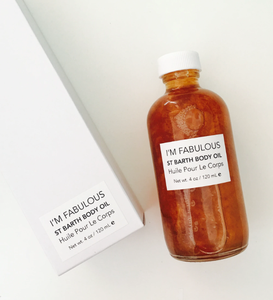 I'M FABULOUS
ST BARTH BODY OIL
Huile Pour Le Corps
Net wt. 4 oz / 120 mL e
I'M FABULOUS
ST BARTH BODY OIL
Huile Pour Le Corps
Net wt. 4 oz / 120 mL e